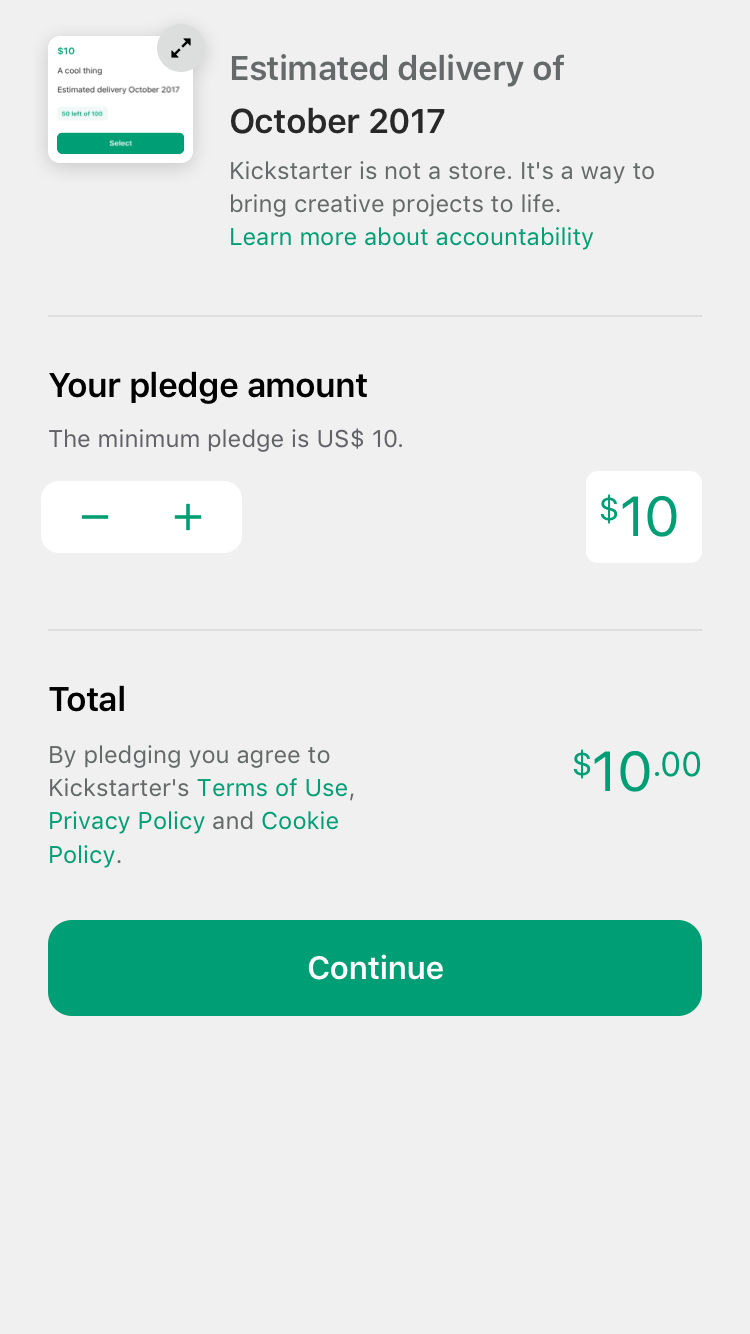 $10
A cool thing
Estimated delivery October 2017
50 left of 100
Select
Estimated delivery of
October 2017
Kickstarter is not a store. It's a way to
bring creative projects to life.
Learn more about accountability
Your pledge amount
The minimum pledge is US$ 10.
$10
Total
By pledging you agree to
Kickstarter's Terms of Use,
Privacy Policy and Cookie
Policy.
$10.00
Continue